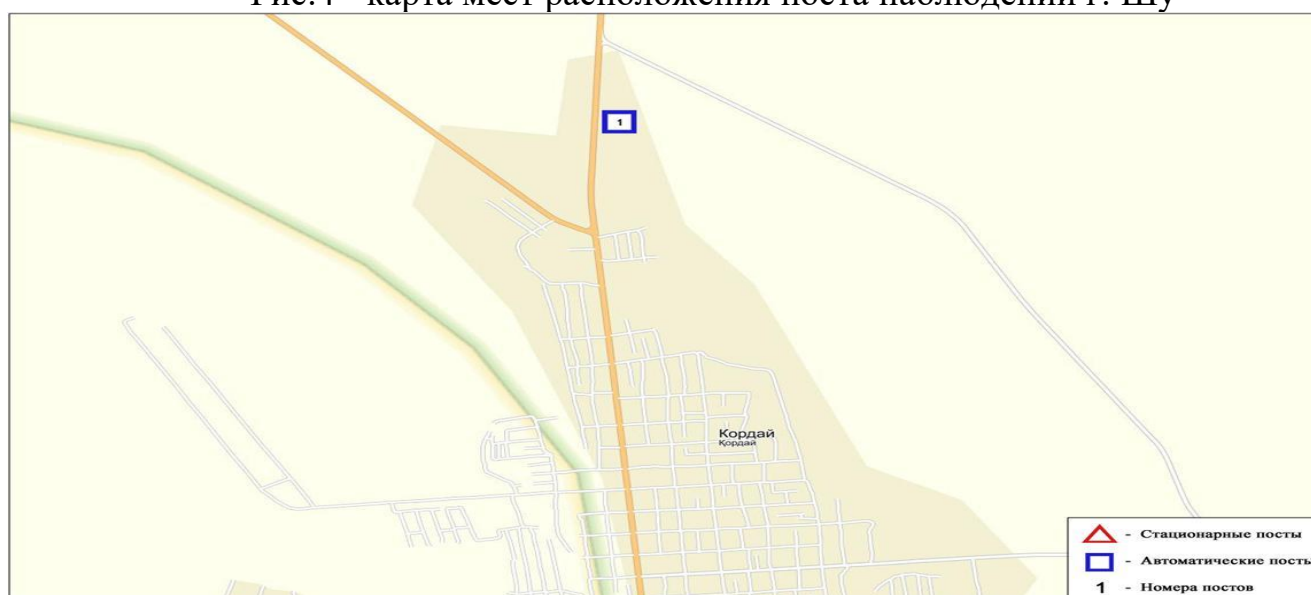 Рис.4 – карта мест расположения поста наблюдений г. Шу
1
Кордай
Қордай
- Стационарные посты
- Автоматические посты
1 - Номера постов